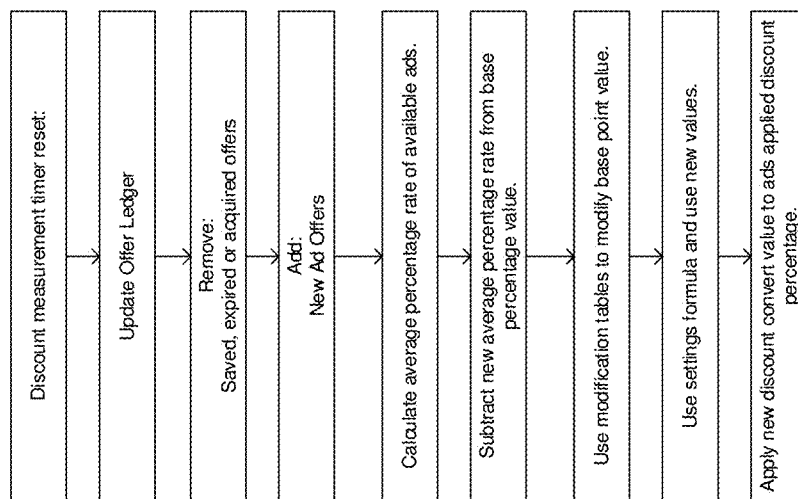 Discount measurement timer reset:
Update Offer Ledger
Remove:
Saved, expired or acquired offers
Add:
New Ad Offers
Calculate average percentage rate of available ads.
Subtract new average percentage rate from base
percentage value.
Use modification tables to modify base point value.
Use settings formula and use new values.
Apply new discount convert value to ads applied discount
percentage.